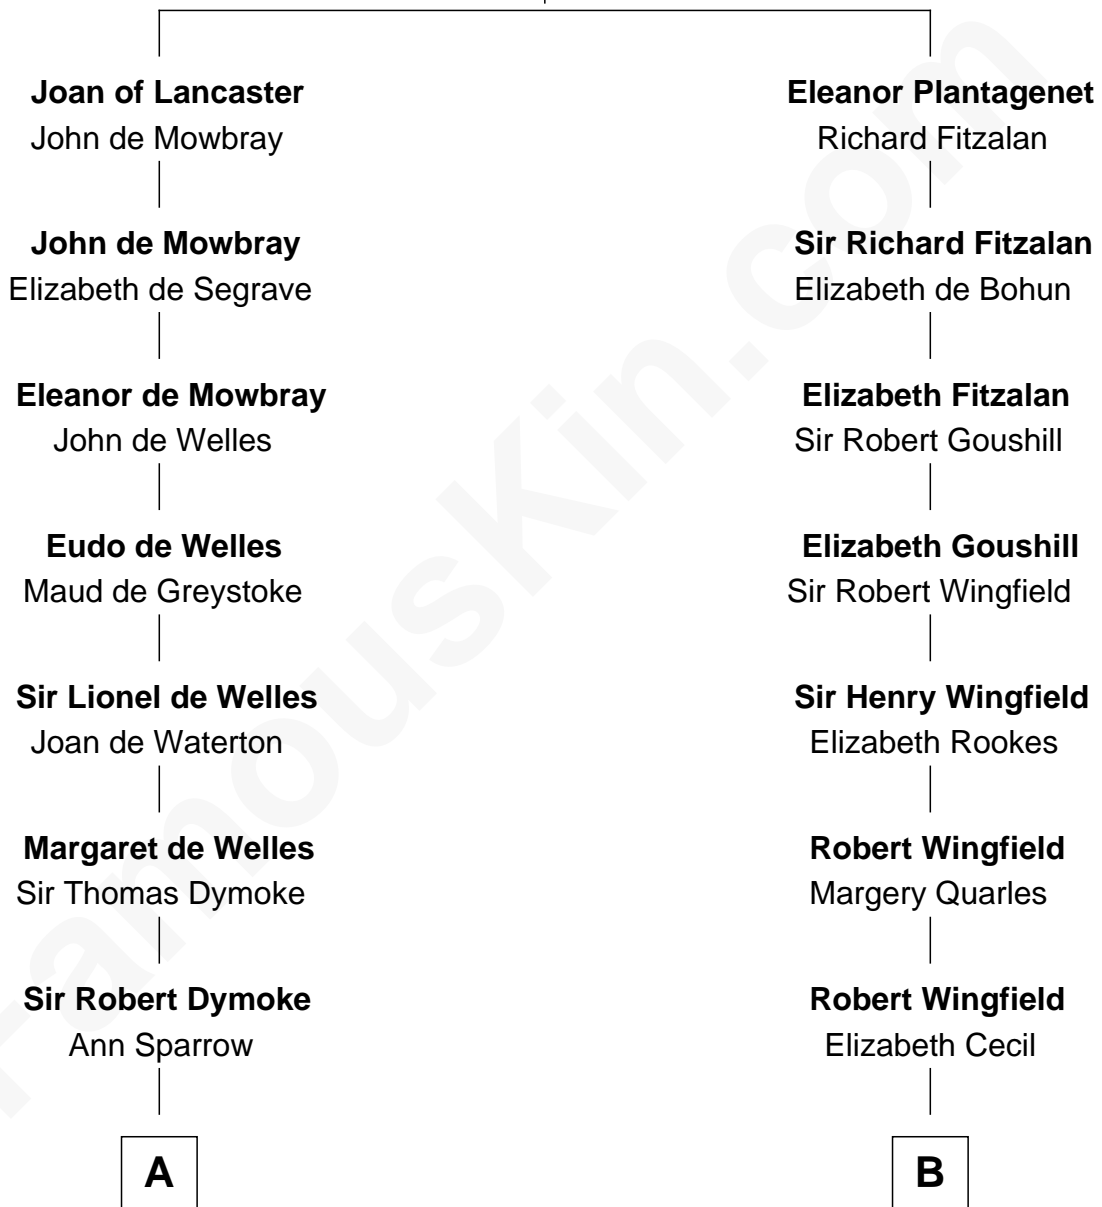 Joan of Lancaster
John de Mowbray
John de Mowbray
Elizabeth de Segrave
Eleanor de Mowbray
John de Welles
Eudo de Welles
Maud de Greystoke
Sir Lionel de Welles
Joan de Waterton
Margaret de Welles
Sir Thomas Dymoke
Sir Robert Dymoke
Ann Sparrow
A
Eleanor Plantagenet
Richard Fitzalan
Sir Richard Fitzalan
Elizabeth de Bohun
Elizabeth Fitzalan
Sir Robert Goushill
Elizabeth Goushill
Sir Robert Wingfield
Sir Henry Wingfield
Elizabeth Rookes
Robert Wingfield
Margery Quarles
Robert Wingfield
Elizabeth Cecil
B
FamousKin.com